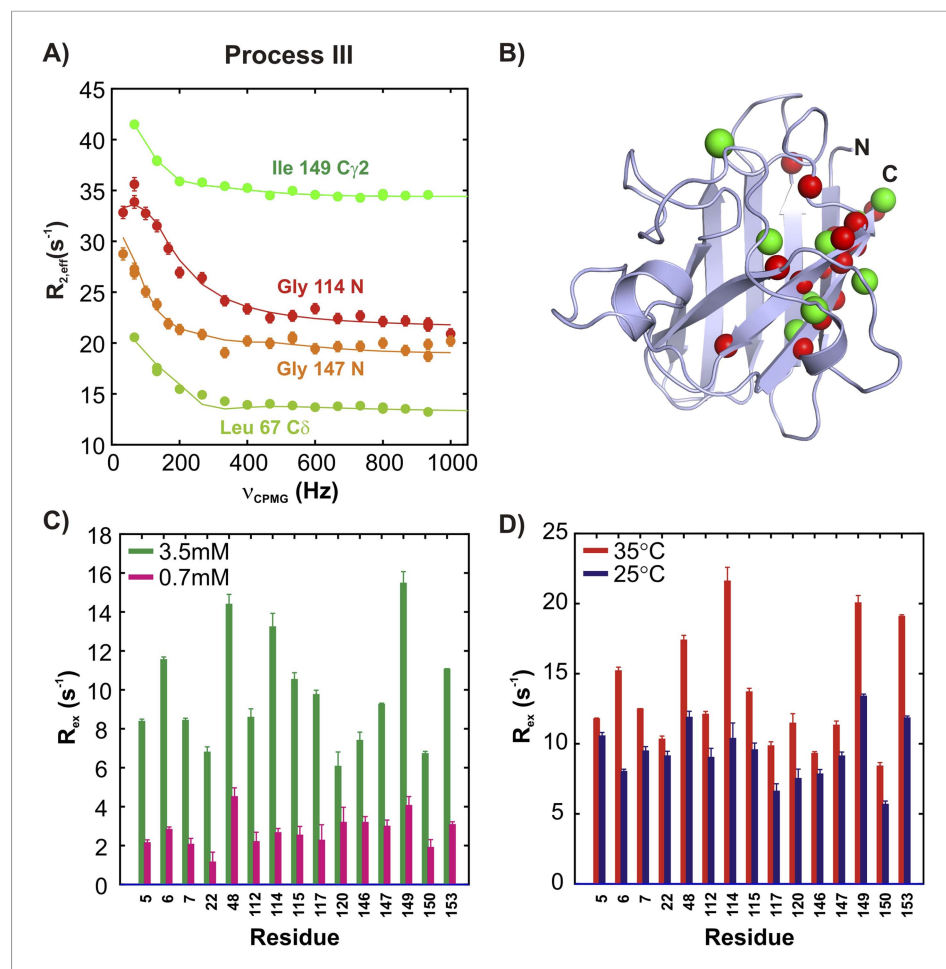 A)
Process III
B)
45
40
35
30
25
20
15
10
R2,eff(s-1)
Ile 149 Cγ2
Gly 114 N
Gly 147 N
Leu 67 Cδ
0 200 400 600 800 1000
νCPMG (Hz)
N
C
C)
18
16
14
12
10
8
6
4
2
0
Rex (s-1)
3.5mM
0.7mM
5 6 7 22 48 112 114 115 117 120 146 147 149 150 153
Residue
D)
25
20
15
10
5
0
Rex (s-1)
35°C
25°C
5 6 7 22 48 112 114 115 117 120 146 147 149 150 153
Residue